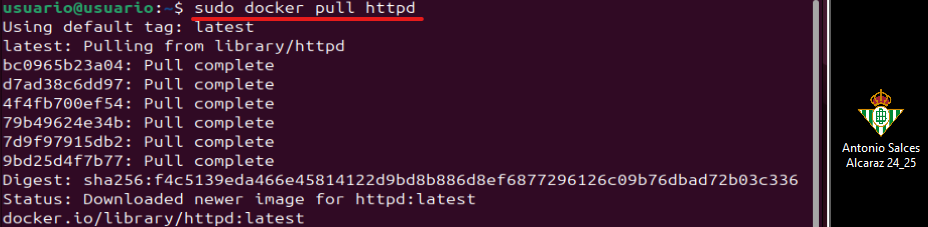 usuario@usuario:~$ sudo docker pull httpd
Using default tag: latest
latest: Pulling from library/httpd
bc0965b23a04: Pull complete
d7ad38c6dd97: Pull complete
4f4fb700ef54: Pull complete
79b49624e34b: Pull complete
7d9f97915db2: Pull complete
9bd25d4f7b77: Pull complete
Digest: sha256:f4c5139eda466e45814122d9bd8b886d8ef6877296126c09b76dbad72b03c336
Status: Downloaded newer image for httpd:latest
docker.io/library/httpd:latest
Antonio Salces
Alcaraz 24_25